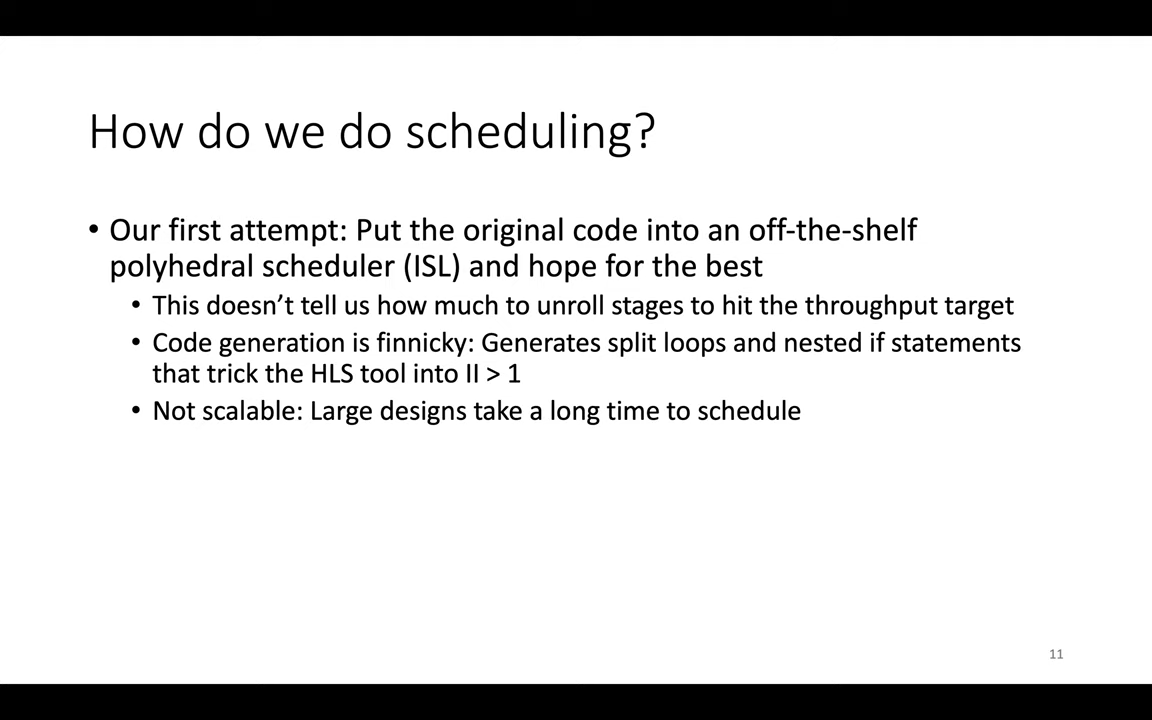 How do we do scheduling?
• Our first attempt: Put the original code into an off-the-shelf
polyhedral scheduler (ISL) and hope for the best
• This doesn’t tell us how much to unroll stages to hit the throughput target
• Code generation is finnicky: Generates split loops and nested if statements
that trick the HLS tool into II > 1
• Not scalable: Large designs take a long time to schedule
11